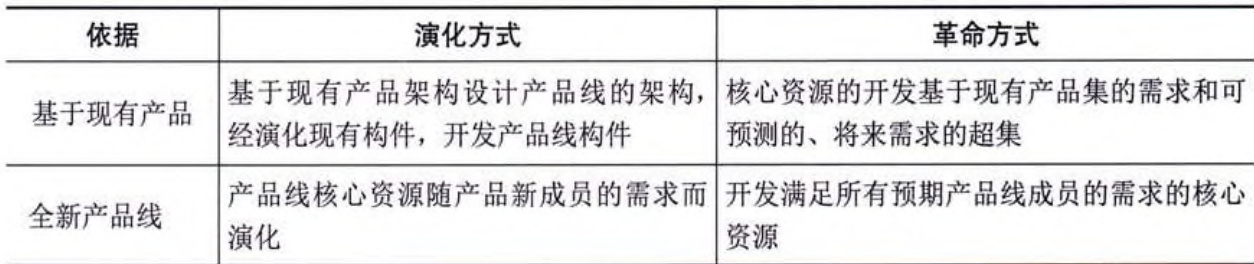 依据 演化方式 革命方式
基于现有产品 基于现有产品架构设计产品线的架构, 核心资源的开发基于现有产品集的需求和可
经演化现有构件，开发产品线构件 预测的、将来需求的超集
全新产品线 产品线核心资源随产品新成员的需求而 开发满足所有预期产品线成员的需求的核心
演化 资源